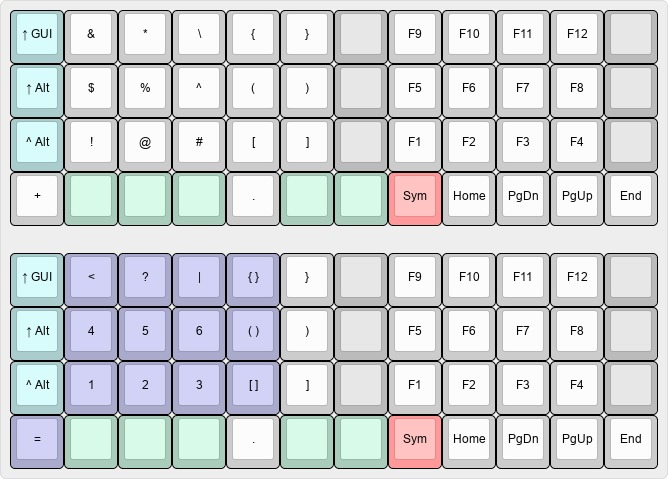 ↑ GUI & * \ { } F9 F10 F11 F12
↑ Alt $ % ^ ( ) F5 F6 F7 F8
^ Alt ! @ # [ ] F1 F2 F3 F4
+ . Sym Home PgDn PgUp End
↑ GUI < ? | { } } F9 F10 F11 F12
↑ Alt 4 5 6 ( ) ) F5 F6 F7 F8
^ Alt 1 2 3 [ ] ] F1 F2 F3 F4
= . Sym Home PgDn PgUp End